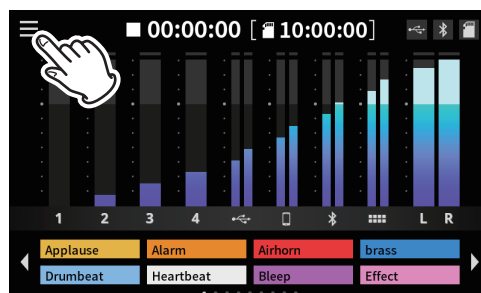 00:00:00 [ 10:00:00]
1 2 3 4 L R
Applause Alarm Airhorn brass
Drumbeat Heartbeat Bleep Effect